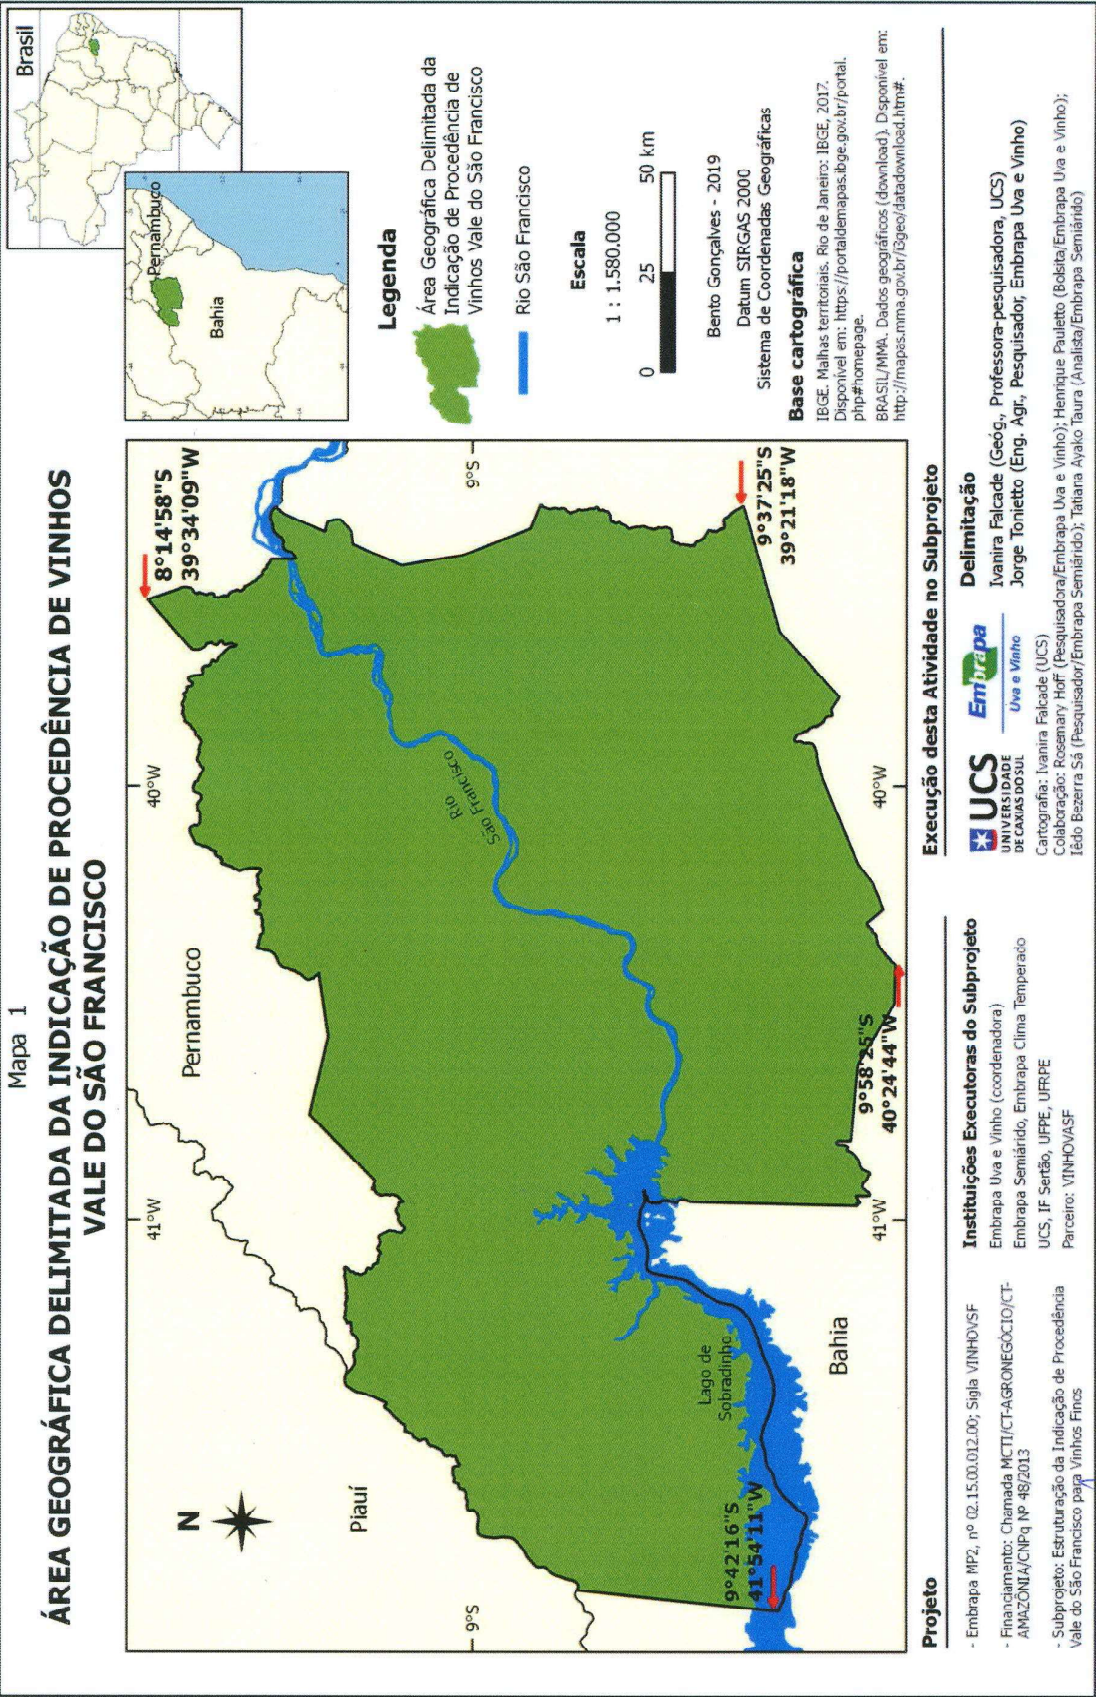 Mapa 1
ÁREA GEOGRÁFICA DELIMITADA DA INDICAÇÃO DE PROCEDÊNCIA DE VINHOS
VALE DO SÃO FRANCISCO
Brasil
Pernambuco
Bahia
N
Piauí
Pernambuco
Bahia
41°W
40°W
41°W
40°W
9°S
9°S
8°14'58"S
39°34'09"W
9°37'25"S
39°21'18"W
9°58'25"S
40°24'44"W
9°42'16"S
41°54'11"W
Rio
São Francisco
Lago de
Sobradinho
Legenda
Área Geográfica Delimitada da
Indicação de Procedência de
Vinhos Vale do São Francisco
Rio São Francisco
Escala
1 : 1.580.000
0 25 50 km
Bento Gonçalves - 2019
Datum SIRGAS 2000
Sistema de Coordenadas Geográficas
Base cartográfica
IBGE. Malhas territoriais. Rio de Janeiro: IBGE, 2017.
Disponível em: https://portaldemapas.ibge.gov.br/portal.
php#homepage.
BRASIL/MMA. Dados geográficos (download). Dsponível em:
http://mapas.mma.gov.br/i3geo/datadownload.htm#.
Projeto
- Embrapa MP2, nº 02.15.00.012.00; Sigla VINHOVSF
- Financiamento: Chamada MCTI/CT-AGRONEGÓCIO/CT-
AMAZÔNIA/CNPq Nº 48/2013
- Subprojeto: Estruturação da Indicação de Procedência
Vale do São Francisco para Vinhos Finos
Instituições Executoras do Subprojeto
Embrapa Uva e Vinho (coordenadora)
Embrapa Semiárido, Embrapa Clima Temperado
UCS, IF Sertão, UFPE, UFRPE
Parceiro: VINHOVASF
Execução desta Atividade no Subprojeto
UCS
UNIVERSIDADE
DE CAXIAS DO SUL
Embrapa
Uva e Vinho
Delimitação
Ivanira Falcade (Geóg., Professora-pesquisadora, UCS)
Jorge Tonietto (Eng. Agr., Pesquisador, Embrapa Uva e Vinho)
Cartografia: Ivanira Falcade (UCS)
Colaboração: Rosemary Hoff (Pesquisadora/Embrapa Uva e Vinho); Henrique Pauletto (Bolsita/Embrapa Uva e Vinho);
Iêdo Bezerra Sá (Pesquisador/Embrapa Semiárido); Tatiana Ayako Taura (Analista/Embrapa Semiárido)